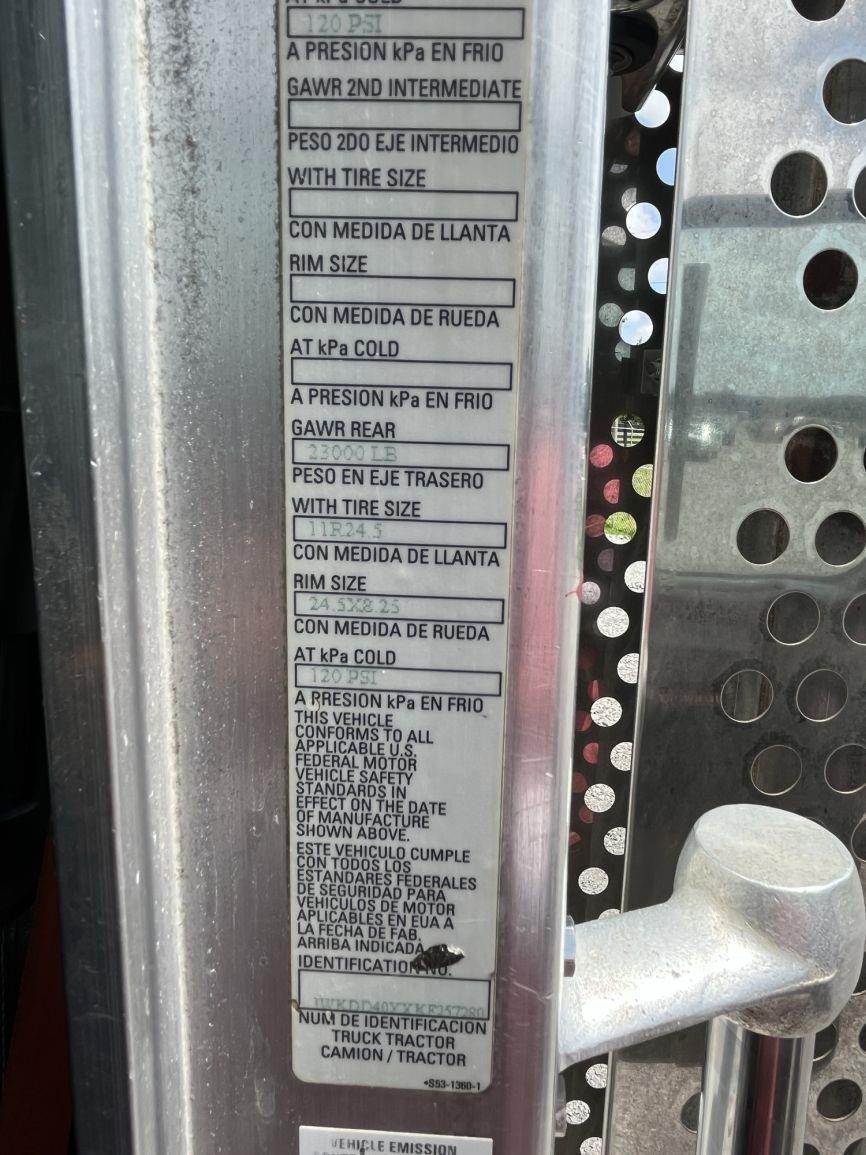 AT kPa COLD
120 PSI
A PRESION kPa EN FRIO
GAWR 2ND INTERMEDIATE
PESO 2DO EJE INTERMEDIO
WITH TIRE SIZE
CON MEDIDA DE LLANTA
RIM SIZE
CON MEDIDA DE RUEDA
AT kPa COLD
A PRESION kPa EN FRIO
GAWR REAR
23000 LB
PESO EN EJE TRASERO
WITH TIRE SIZE
11R24.5
CON MEDIDA DE LLANTA
RIM SIZE
24.5X8.25
CON MEDIDA DE RUEDA
AT kPa COLD
120 PSI
A PRESION kPa EN FRIO
THIS VEHICLE
CONFORMS TO ALL
APPLICABLE U.S.
FEDERAL MOTOR
VEHICLE SAFETY
STANDARDS IN
EFFECT ON THE DATE
OF MANUFACTURE
SHOWN ABOVE.
ESTE VEHICULO CUMPLE
CON TODOS LOS
ESTANDARES FEDERALES
DE SEGURIDAD PARA
VEHICULOS DE MOTOR
APLICABLES EN EUA A
LA FECHA DE FAB.
ARRIBA INDICADA
IDENTIFICATION NO.
NUM DE IDENTIFICACION
TRUCK TRACTOR
CAMION / TRACTOR
•S53-1360-1
VEHICLE EMISSION